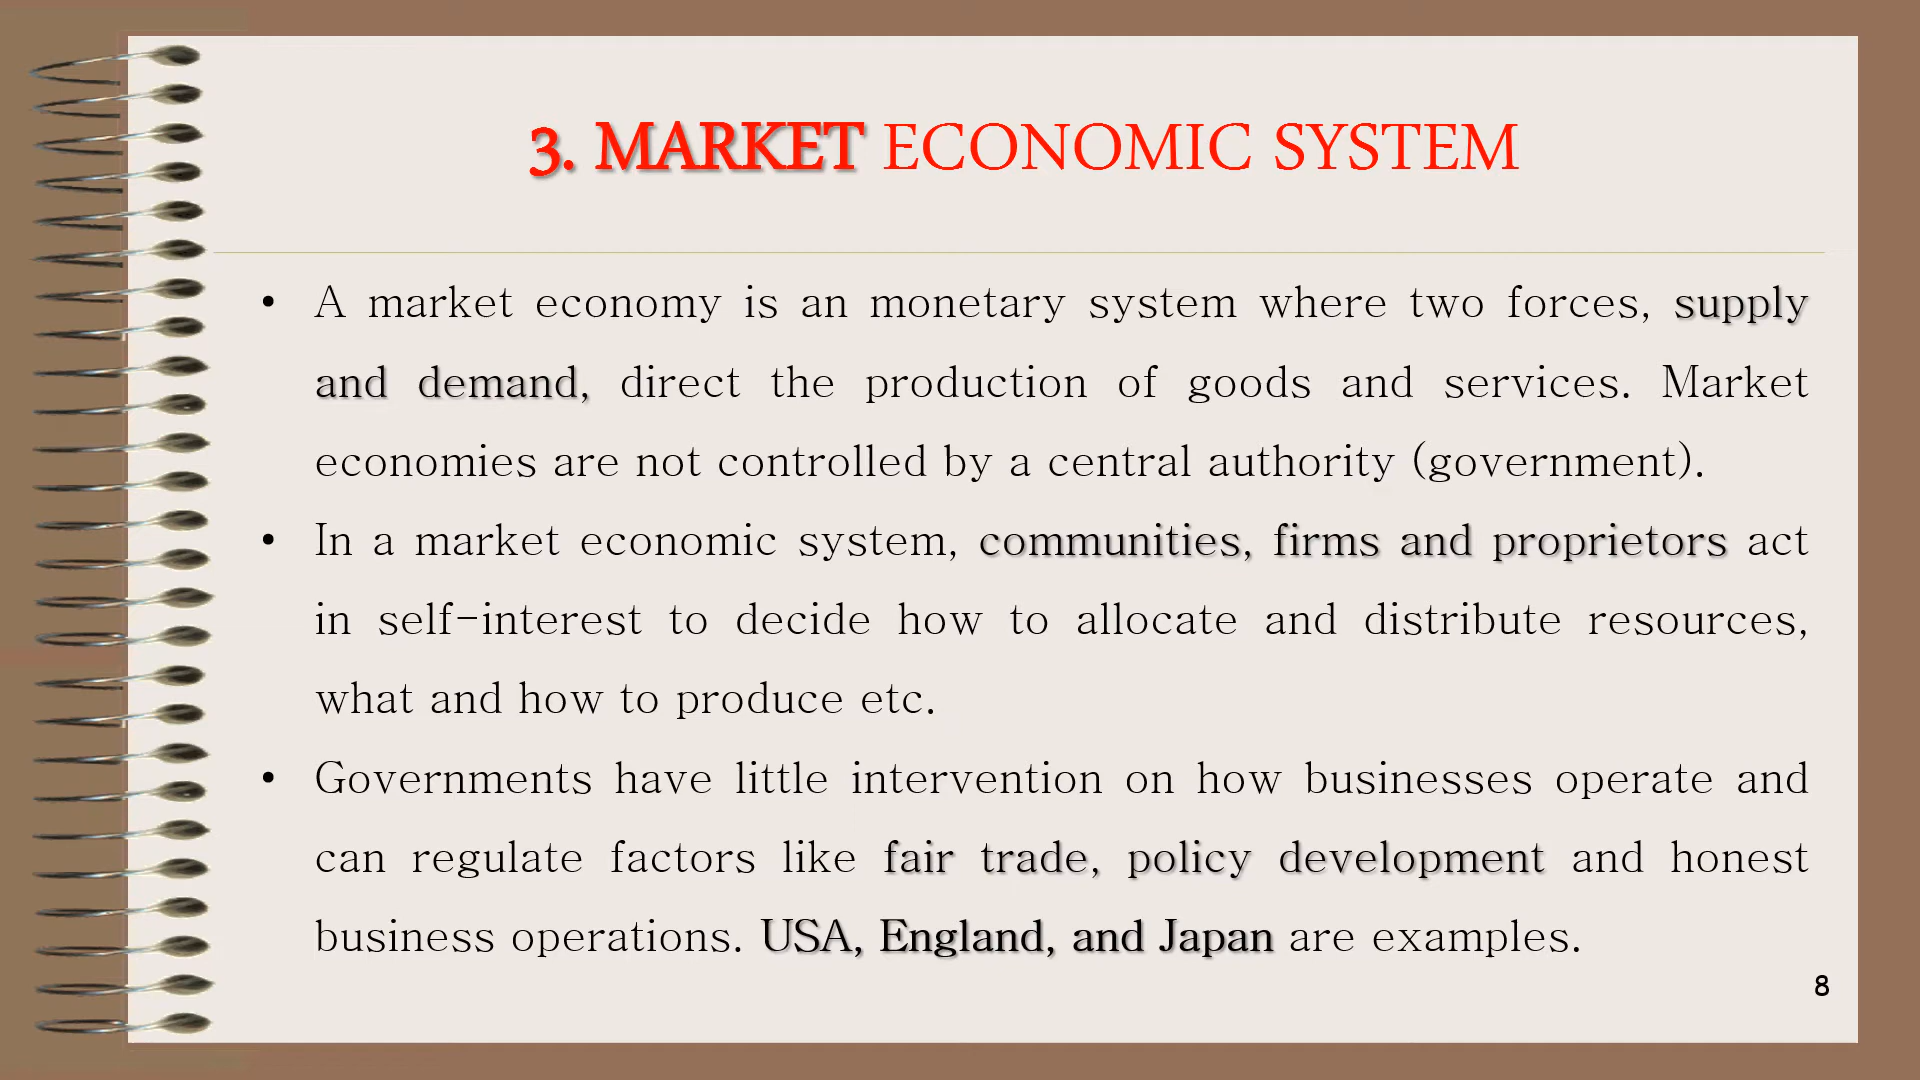 3. MARKET ECONOMIC SYSTEM
• A market economy is an monetary system where two forces, supply
and demand, direct the production of goods and services. Market
economies are not controlled by a central authority (government).
• In a market economic system, communities, firms and proprietors act
in self-interest to decide how to allocate and distribute resources,
what and how to produce etc.
• Governments have little intervention on how businesses operate and
can regulate factors like fair trade, policy development and honest
business operations. USA, England, and Japan are examples.
8